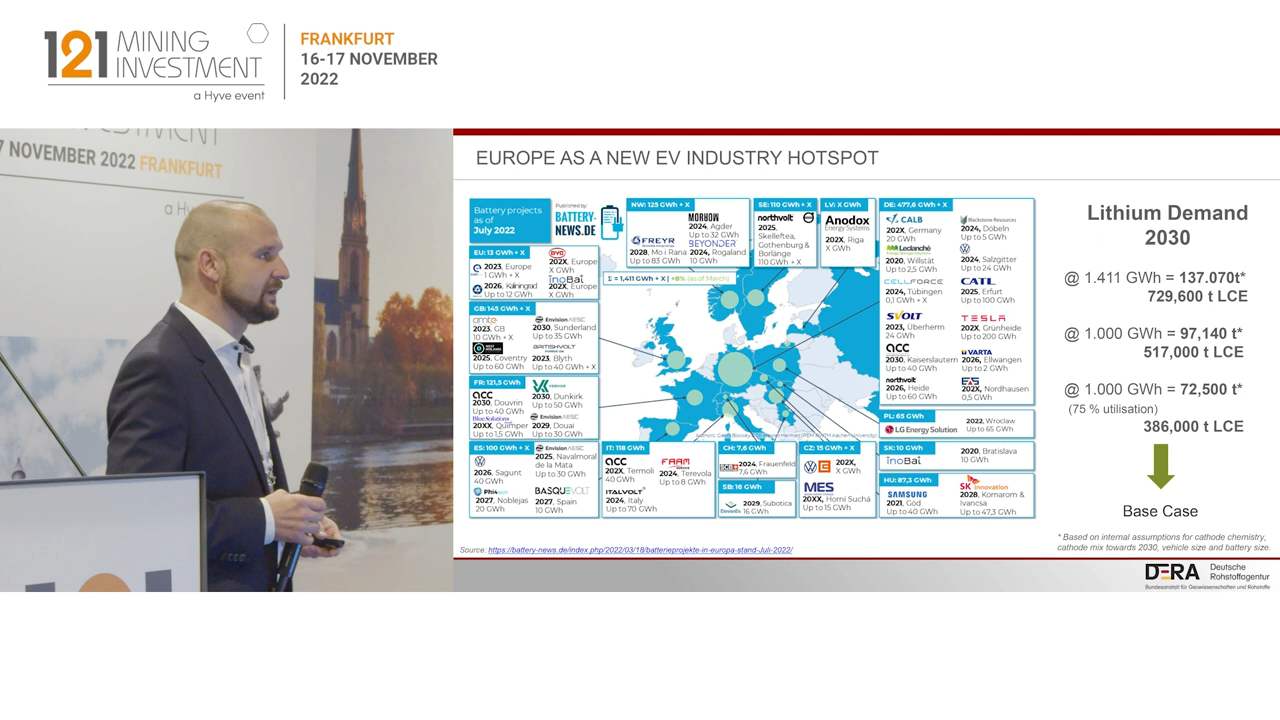 121 MINING
INVESTMENT
a Hyve event
FRANKFURT
16-17 NOVEMBER
2022
7 NOVEMBER 2022 FRANKFURT
EUROPE AS A NEW EV INDUSTRY HOTSPOT
Battery projects
as of
July 2022
Published by:
BATTERY-
NEWS.DE
NW: 125 GWh + X
MORROW
2024, Agder
Up to 32 GWh
FREYR
2028, Mo i Rana
Up to 83 GWh
BEYONDER
2024, Rogaland
10 GWh
SE: 110 GWh + X
northvolt
2025,
Skelleftea,
Gothenburg &
Borlänge
110 GWh + X
LV: X GWh
Anodox
Energy Systems
202X, Riga
X GWh
DE: 477,6 GWh + X
CALB
202X, Germany
20 GWh
Blackstone Resources
2024, Döbeln
Up to 5 GWh
Leclanché
2020, Willstät
Up to 2,5 GWh
2024, Salzgitter
Up to 24 GWh
CELLFORCE
2024, Tübingen
0,1 GWh + X
CATL
2025, Erfurt
Up to 100 GWh
SVOLT
2023, Überherrn
24 GWh
TESLA
202X, Grünheide
Up to 200 GWh
acc
2030, Kaiserslautern
Up to 40 GWh
VARTA
2026, Ellwangen
Up to 2 GWh
northvolt
2026, Heide
Up to 60 GWh
EAS
202X, Nordhausen
0,5 GWh
EU: 13 GWh + X
2023, Europe
1 GWh + X
BYD
202X, Europe
X GWh
2026, Kaliningrad
Up to 12 GWh
inoBat
202X, Europe
X GWh
Σ = 1,411 GWh + X | +8% (as of March)
GB: 145 GWh + X
amte
2023, GB
10 GWh + X
Envision AESC
2030, Sunderland
Up to 35 GWh
2025, Coventry
Up to 60 GWh
BRITISHVOLT
2023, Blyth
Up to 40 GWh + X
FR: 121,5 GWh
acc
2030, Douvrin
Up to 40 GWh
VERKOR
2030, Dunkirk
Up to 50 GWh
Blue Solutions
20XX, Quimper
Up to 1,5 GWh
Envision AESC
2029, Douai
Up to 30 GWh
ES: 100 GWh + X
2026, Sagunt
40 GWh
Envision AESC
2025, Navalmoral
de la Mata
Up to 30 GWh
Phi4tech
2027, Noblejas
20 GWh
BASQUEVOLT
2027, Spain
10 GWh
IT: 118 GWh
acc
202X, Termoli
40 GWh
FAAM
2024, Terevola
Up to 8 GWh
ITALVOLT
2024, Italy
Up to 70 GWh
CH: 7,6 GWh
2024, Frauenfeld
7,6 GWh
SB: 16 GWh
ElevenEs
2029, Subotica
16 GWh
CZ: 15 GWh + X
202X,
X GWh
MES
20XX, Horní Suchá
Up to 15 GWh
PL: 65 GWh
LG Energy Solution
2022, Wroclaw
Up to 65 GWh
SK: 10 GWh
inoBat
2020, Bratislava
10 GWh
HU: 87,3 GWh
SAMSUNG
2021, Göd
Up to 40 GWh
SK innovation
2028, Komarom &
Ivancsa
Up to 47,3 GWh
Source: https://battery-news.de/index.php/2022/03/18/batterieprojekte-in-europa-stand-Juli-2022/
Lithium Demand
2030
@ 1.411 GWh = 137.070t*
729,600 t LCE
@ 1.000 GWh = 97,140 t*
517,000 t LCE
@ 1.000 GWh = 72,500 t*
(75 % utilisation)
386,000 t LCE
Base Case
* Based on internal assumptions for cathode chemistry,
cathode mix towards 2030, vehicle size and battery size.
DERA Deutsche
Rohstoffagentur
Bundesanstalt für Geowissenschaften und Rohstoffe